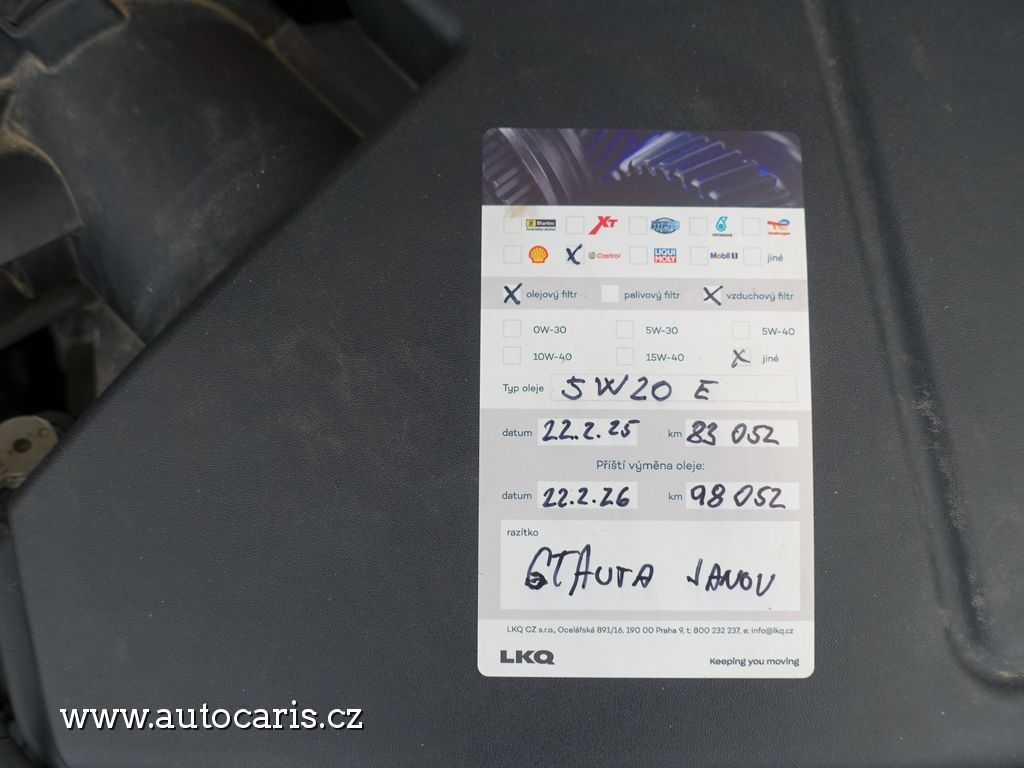 Starline XT PETRONAS TotalEnergies
X Castrol LIQUI MOLY Mobil 1 jiné
X olejový filtr palivový filtr X vzduchový filtr
0W-30 5W-30 5W-40
10W-40 15W-40 X jiné
Typ oleje 5W20 E
datum 22.2.25 km 83 052
Příští výměna oleje:
datum 22.2.26 km 98 052
razítko
GTAUTA JANOV
LKQ CZ s.r.o., Ocelářská 891/16, 190 00 Praha 9, t: 800 232 237, e: info@lkq.cz
LKQ Keeping you moving
www.autocaris.cz